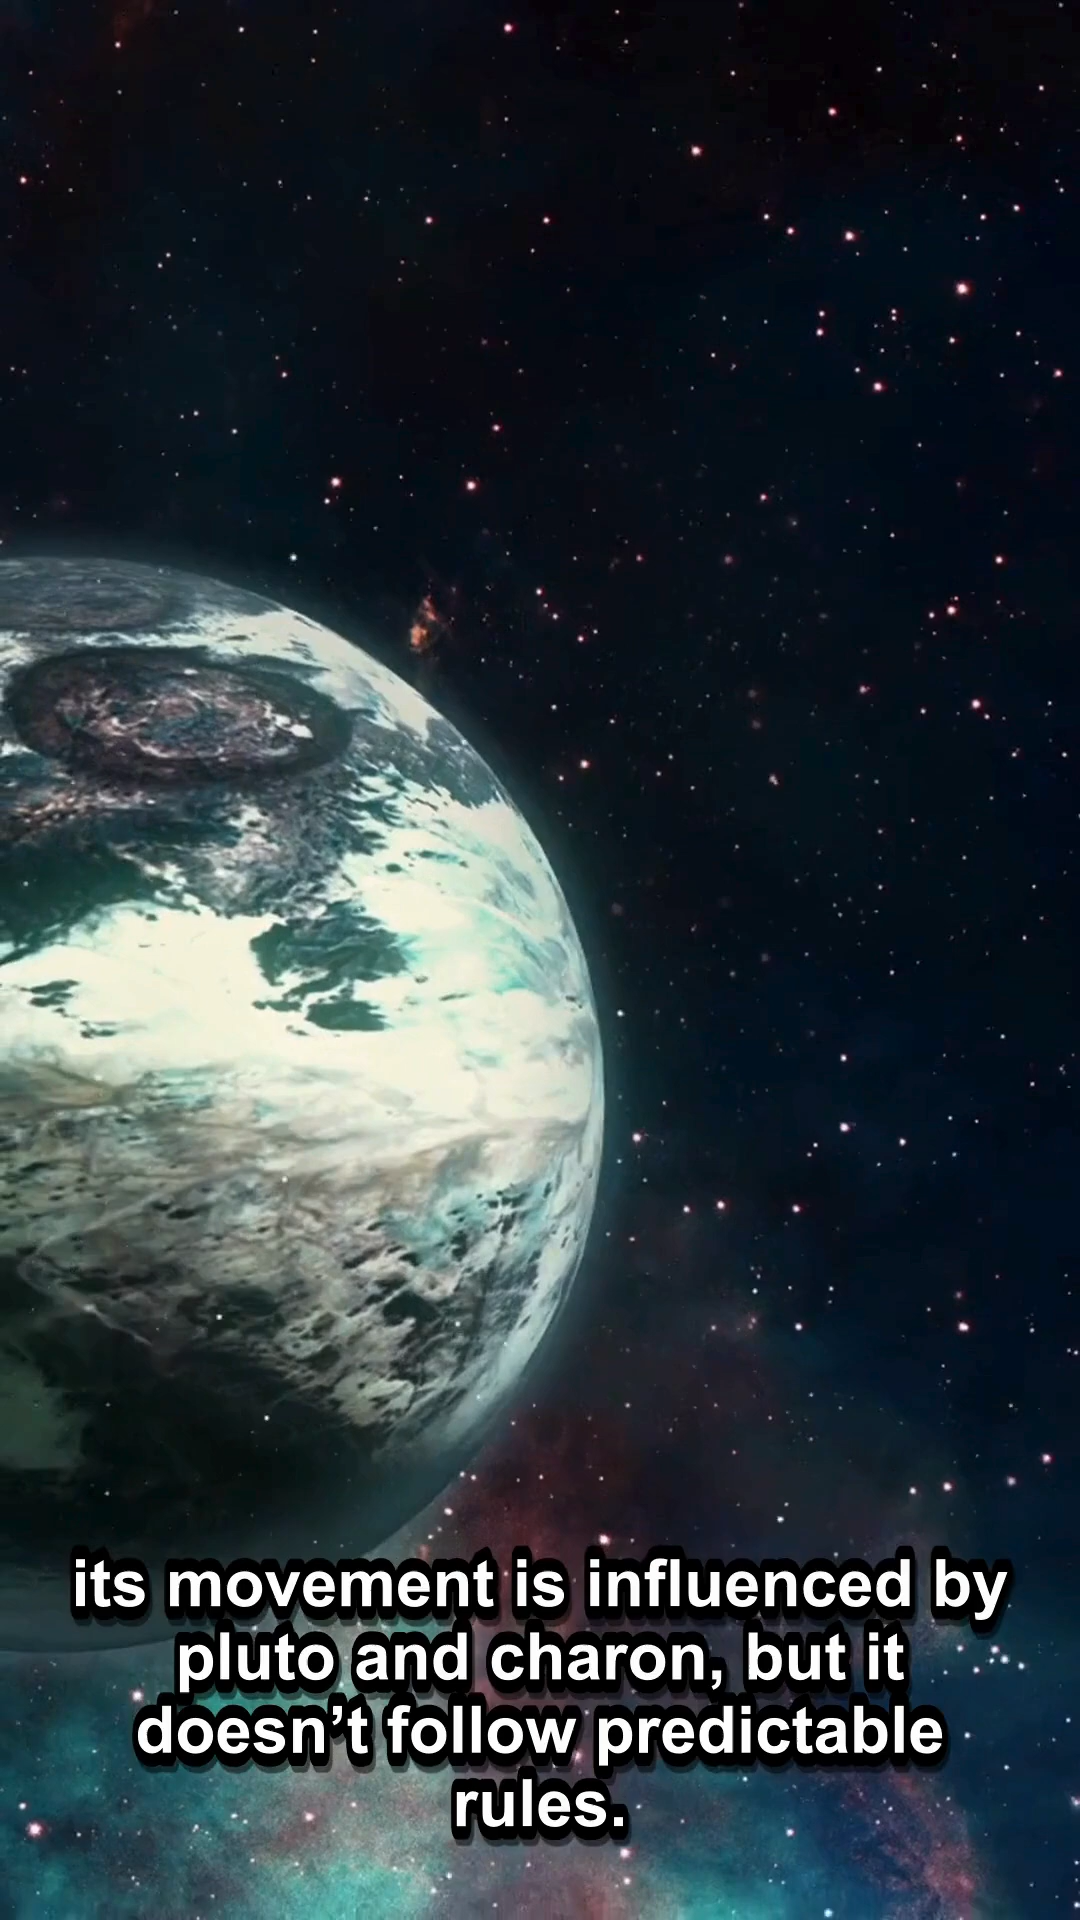 its movement is influenced by
pluto and charon, but it
doesn’t follow predictable
rules.